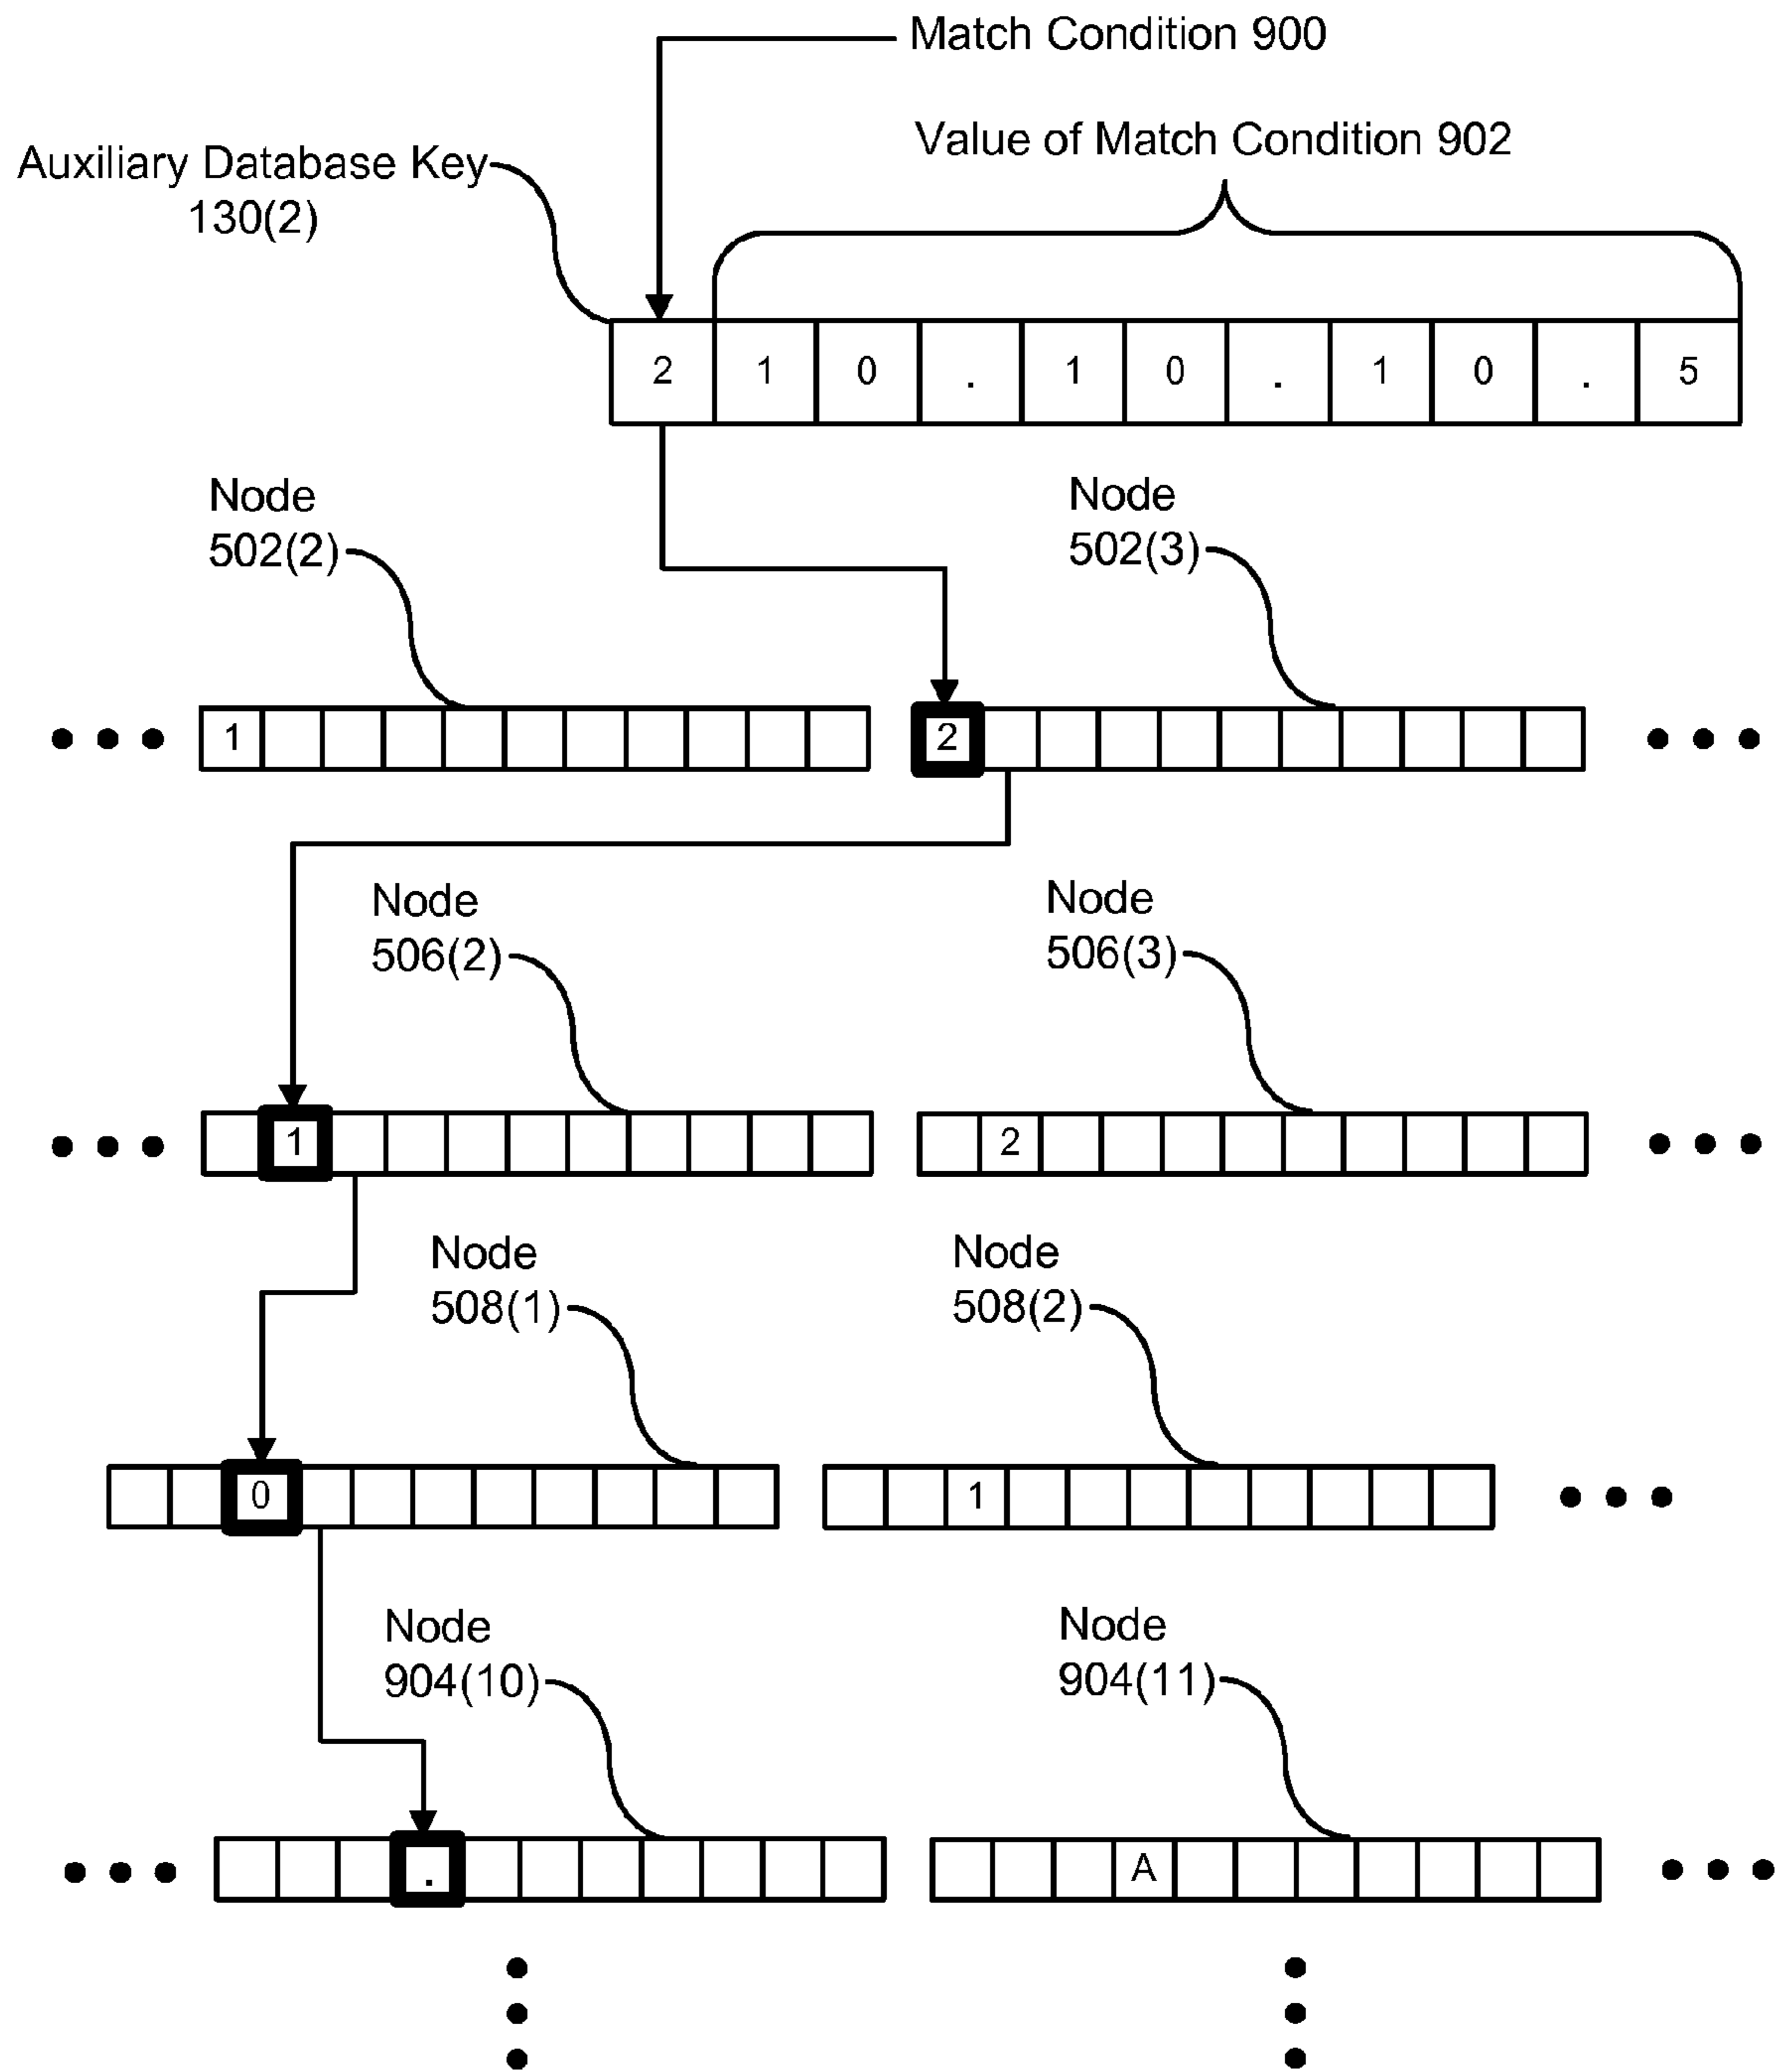 Match Condition 900
Value of Match Condition 902
Auxiliary Database Key
130(2)
2 1 0 . 1 0 . 1 0 . 5
Node
502(2)
Node
502(3)
1
2
Node
506(2)
Node
506(3)
1
2
Node
508(1)
Node
508(2)
0
1
Node
904(10)
Node
904(11)
.
A